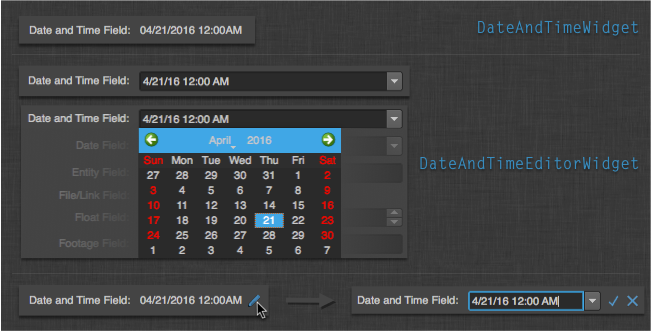 Date and Time Field: 04/21/2016 12:00AM
DateAndTimeWidget
Date and Time Field: 4/21/16 12:00 AM
Date and Time Field: 4/21/16 12:00 AM
Date Field:
April 2016
Sun Mon Tue Wed Thu Fri Sat
Entity Field:
27 28 29 30 31 1 2
DateAndTimeEditorWidget
File/Link Field:
3 4 5 6 7 8 9
10 11 12 13 14 15 16
Float Field:
17 18 19 20 21 22 23
24 25 26 27 28 29 30
Footage Field:
1 2 3 4 5 6 7
Date and Time Field: 04/21/2016 12:00AM
Date and Time Field: 4/21/16 12:00 AM